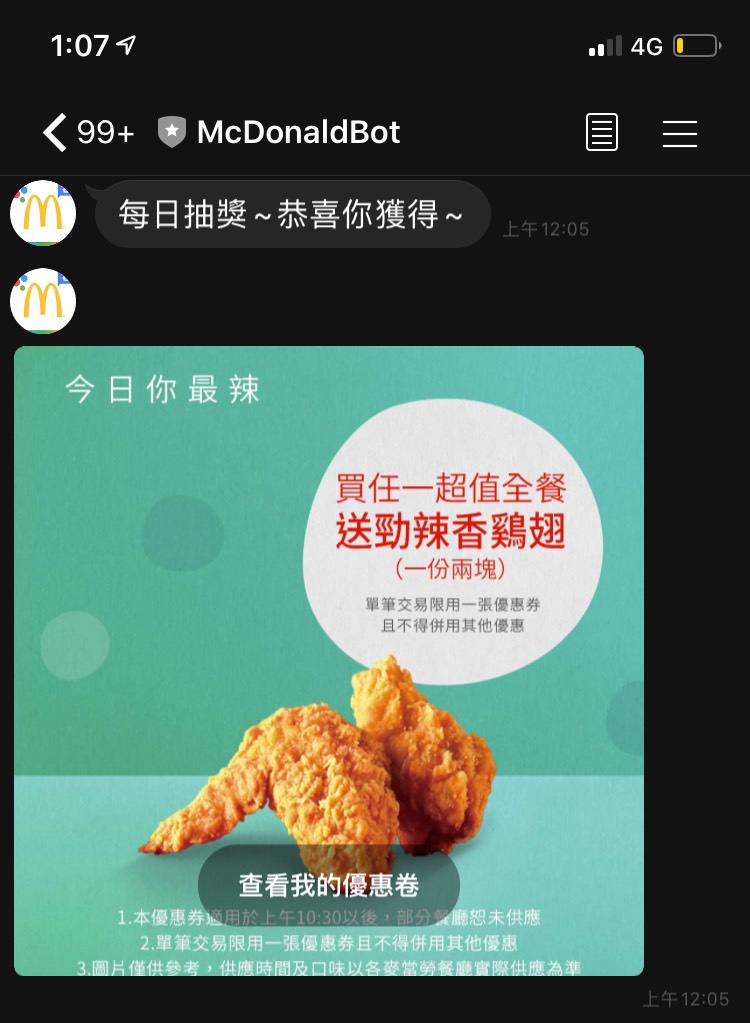 1:07
4G
99+
McDonaldBot
每日抽獎~恭喜你獲得~
上午12:05
今日你最辣
買任一超值全餐
送勁辣香鷄翅
(一份兩塊)
單筆交易限用一張優惠券
且不得併用其他優惠
查看我的優惠卷
1.本優惠券適用於上午10:30以後，部分餐廳恕未供應
2.單筆交易限用一張優惠券且不得併用其他優惠
3.圖片僅供參考，供應時間及口味以各麥當勞餐廳實際供應為準
上午12:05